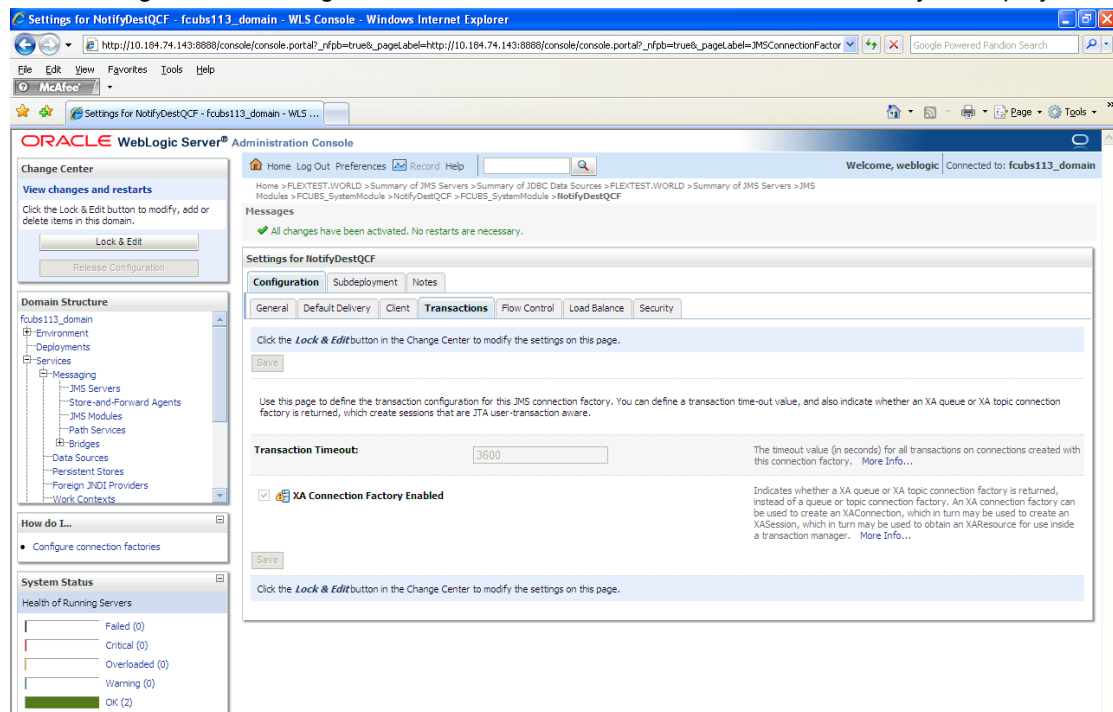 Settings for NotifyDestQCF - fcubs113_domain - WLS Console - Windows Internet Explorer
http://10.184.74.143:8888/console/console.portal?_nfpb=true&_pageLabel=http://10.184.74.143:8888/console/console.portal?_nfpb=true&_pageLabel=JMSConnectionFactor
Google Powered Pandion Search
File Edit View Favorites Tools Help
McAfee
Settings for NotifyDestQCF - fcubs113_domain - WLS ...
Page Tools
ORACLE WebLogic Server® Administration Console
Change Center
View changes and restarts
Click the Lock & Edit button to modify, add or
delete items in this domain.
Lock & Edit
Release Configuration
Domain Structure
fcubs113_domain
Environment
Deployments
Services
Messaging
JMS Servers
Store-and-Forward Agents
JMS Modules
Path Services
Bridges
Data Sources
Persistent Stores
Foreign JNDI Providers
Work Contexts
How do I...
Configure connection factories
System Status
Health of Running Servers
Failed (0)
Critical (0)
Overloaded (0)
Warning (0)
OK (2)
Home Log Out Preferences Record Help
Welcome, weblogic Connected to: fcubs113_domain
Home >FLEXTEST.WORLD >Summary of JMS Servers >Summary of JDBC Data Sources >FLEXTEST.WORLD >Summary of JMS Servers >JMS
Modules >FCUBS_SystemModule >NotifyDestQCF >FCUBS_SystemModule >NotifyDestQCF
Messages
All changes have been activated. No restarts are necessary.
Settings for NotifyDestQCF
Configuration Subdeployment Notes
General Default Delivery Client Transactions Flow Control Load Balance Security
Click the Lock & Edit button in the Change Center to modify the settings on this page.
Save
Use this page to define the transaction configuration for this JMS connection factory. You can define a transaction time-out value, and also indicate whether an XA queue or XA topic connection
factory is returned, which create sessions that are JTA user-transaction aware.
Transaction Timeout:
3600
The timeout value (in seconds) for all transactions on connections created with
this connection factory. More Info...
XA Connection Factory Enabled
Indicates whether a XA queue or XA topic connection factory is returned,
instead of a queue or topic connection factory. An XA connection factory can
be used to create an XAConnection, which in turn may be used to create an
XASession, which in turn may be used to obtain an XAResource for use inside
a transaction manager. More Info...
Save
Click the Lock & Edit button in the Change Center to modify the settings on this page.